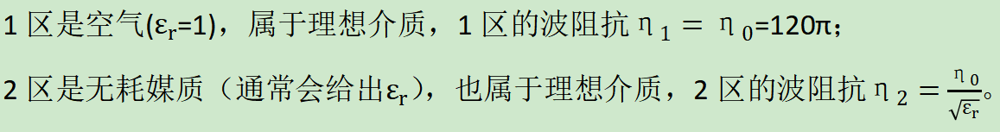 1 区是空气(εr=1)，属于理想介质，1 区的波阻抗 η1 = η0=120π；
2 区是无耗媒质（通常会给出εr），也属于理想介质，2 区的波阻抗 η2 = η0/√εr。